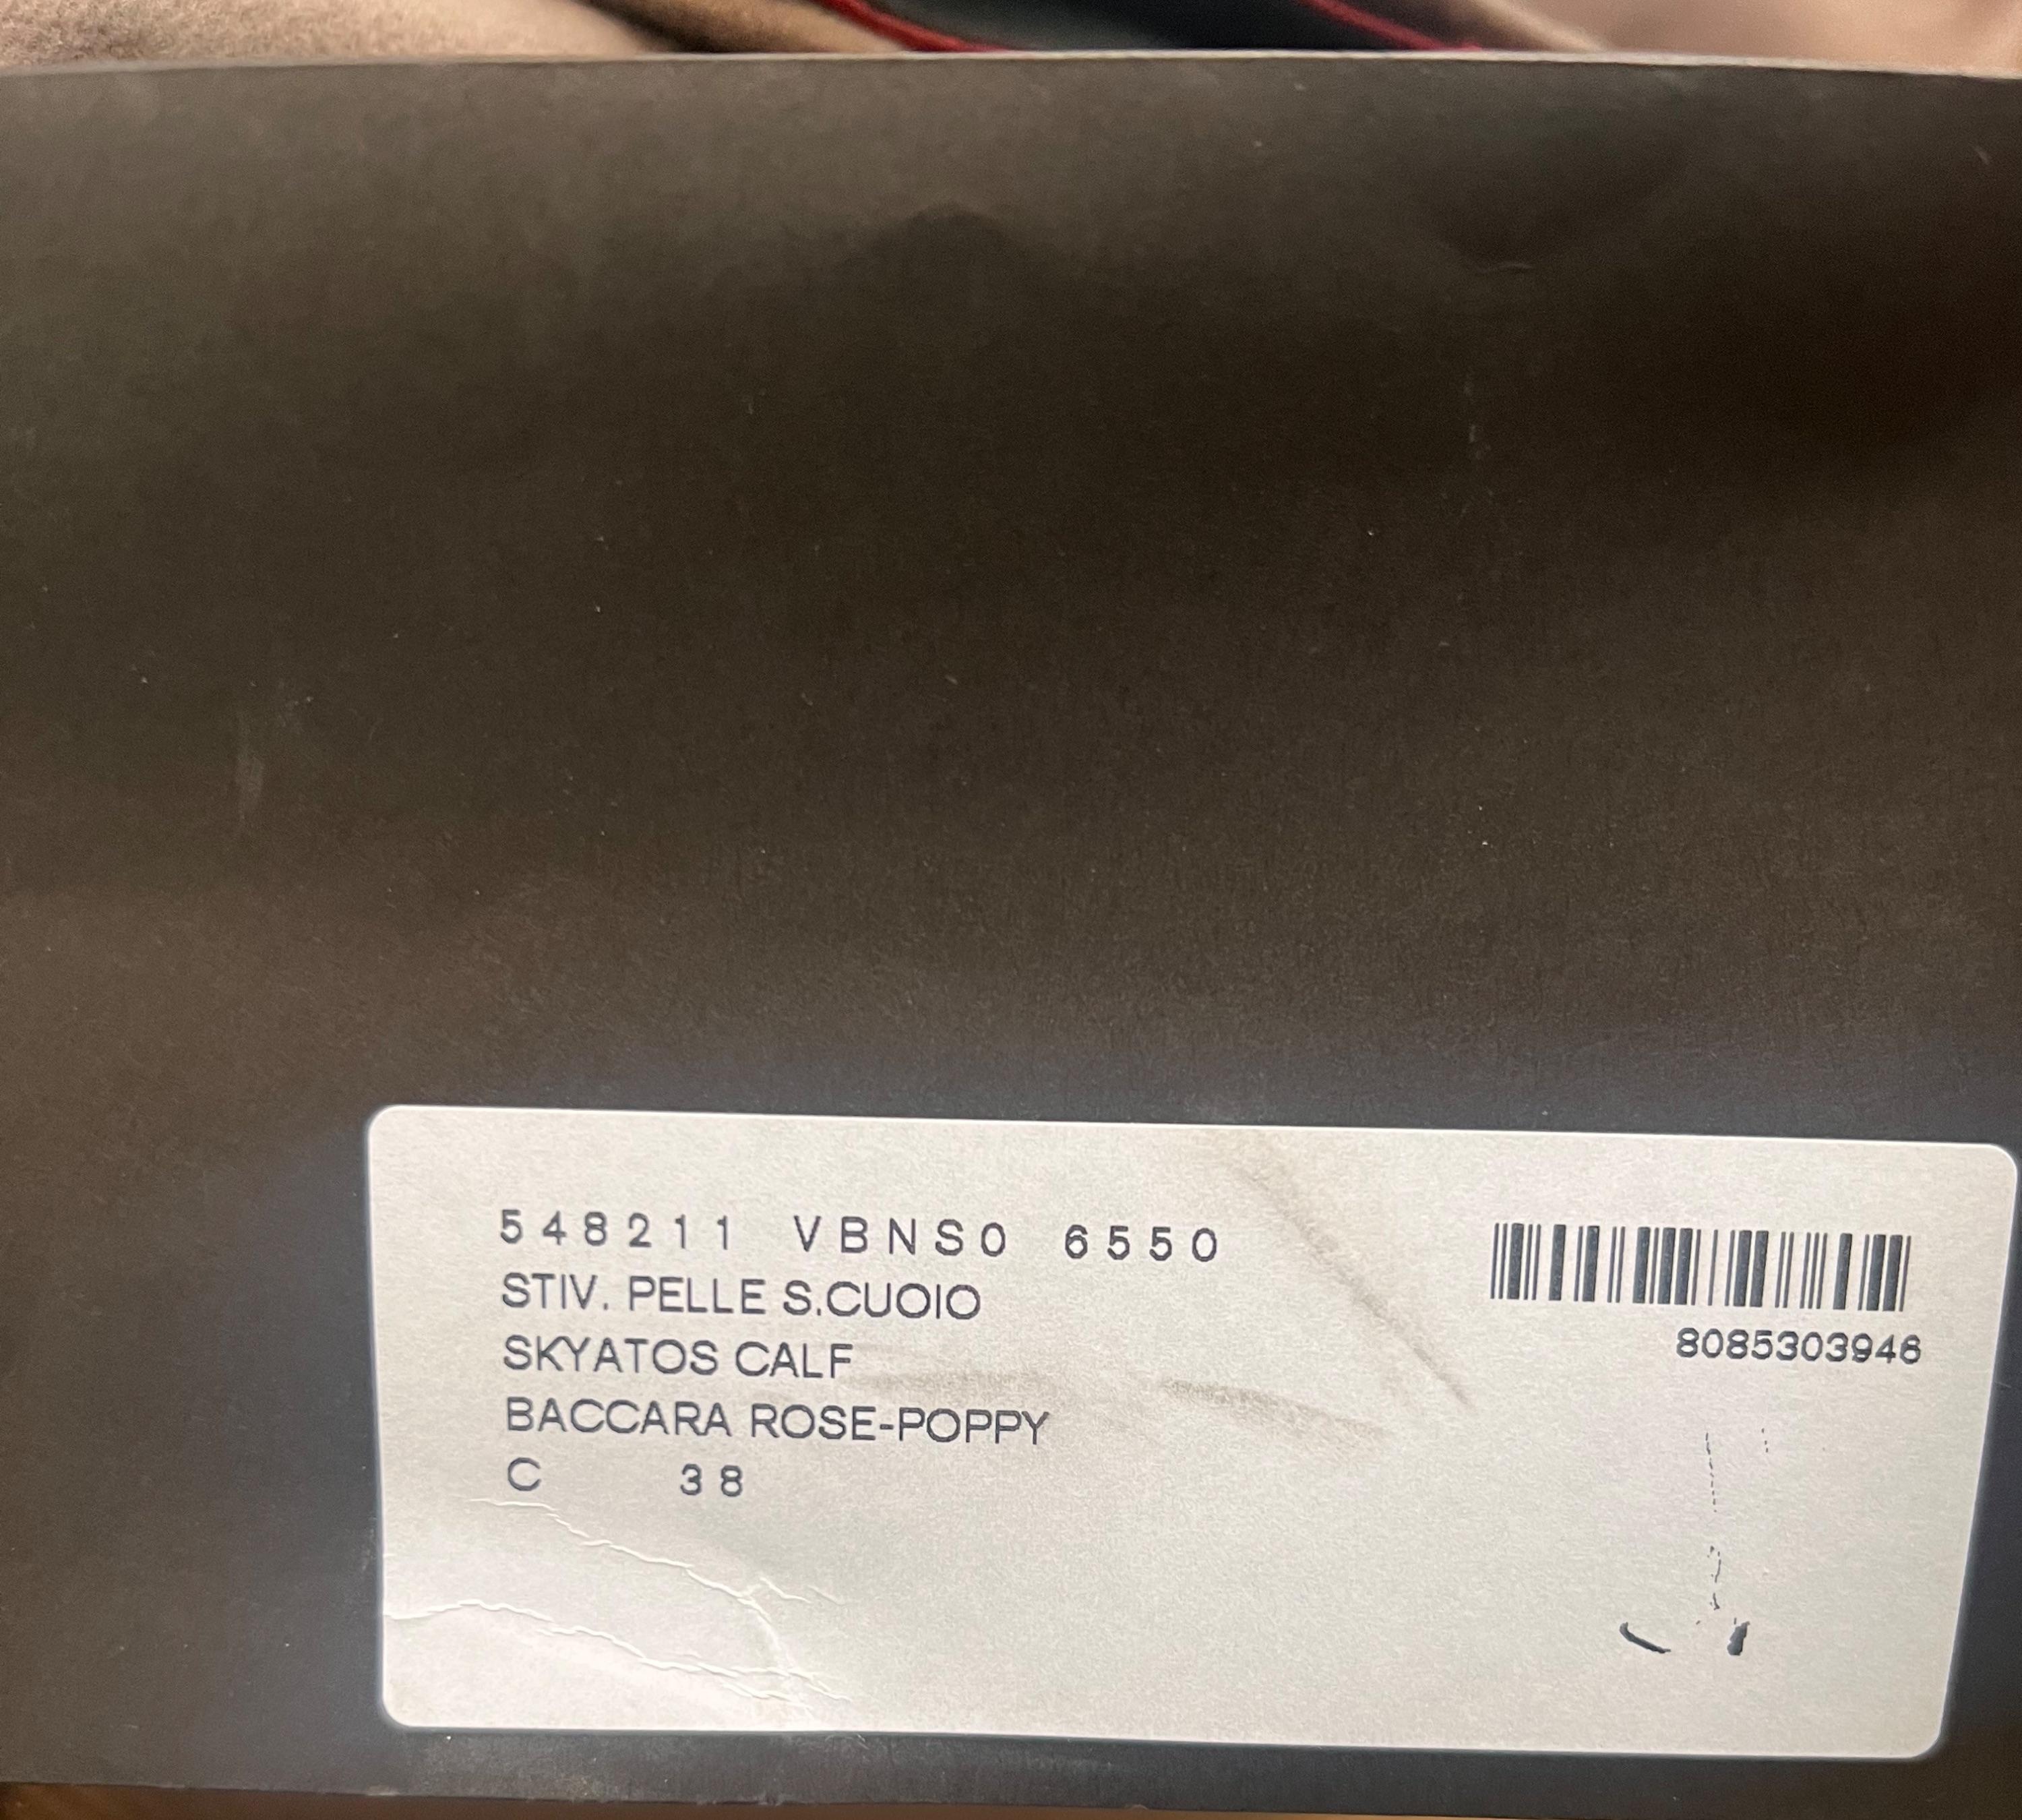 548211 VBNS0 6550
STIV. PELLE S.CUOIO
SKYATOS CALF
BACCARA ROSE-POPPY
C 38
8085303946